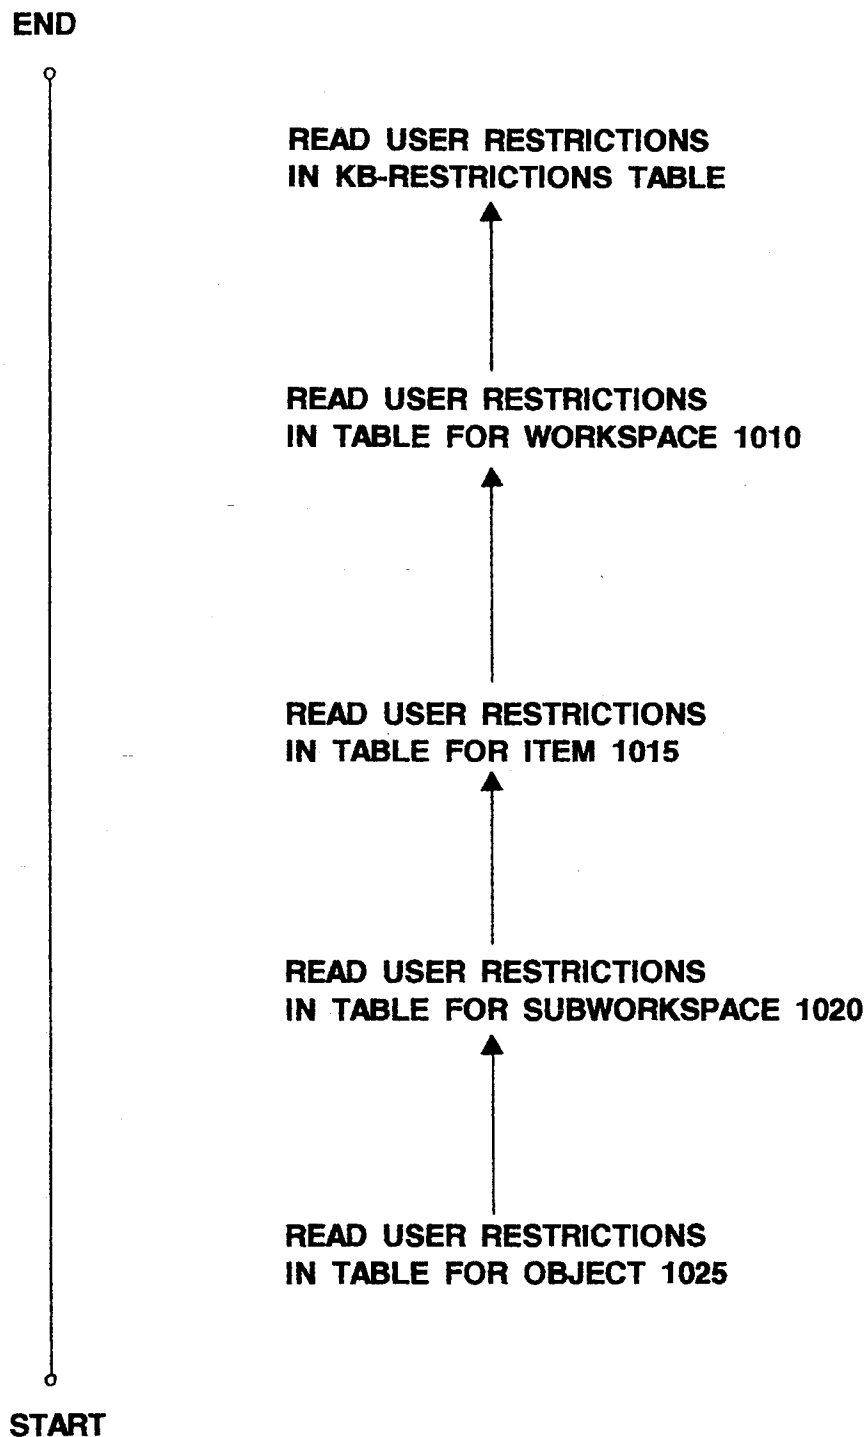 END
READ USER RESTRICTIONS
IN KB-RESTRICTIONS TABLE
READ USER RESTRICTIONS
IN TABLE FOR WORKSPACE 1010
READ USER RESTRICTIONS
IN TABLE FOR ITEM 1015
READ USER RESTRICTIONS
IN TABLE FOR SUBWORKSPACE 1020
READ USER RESTRICTIONS
IN TABLE FOR OBJECT 1025
START